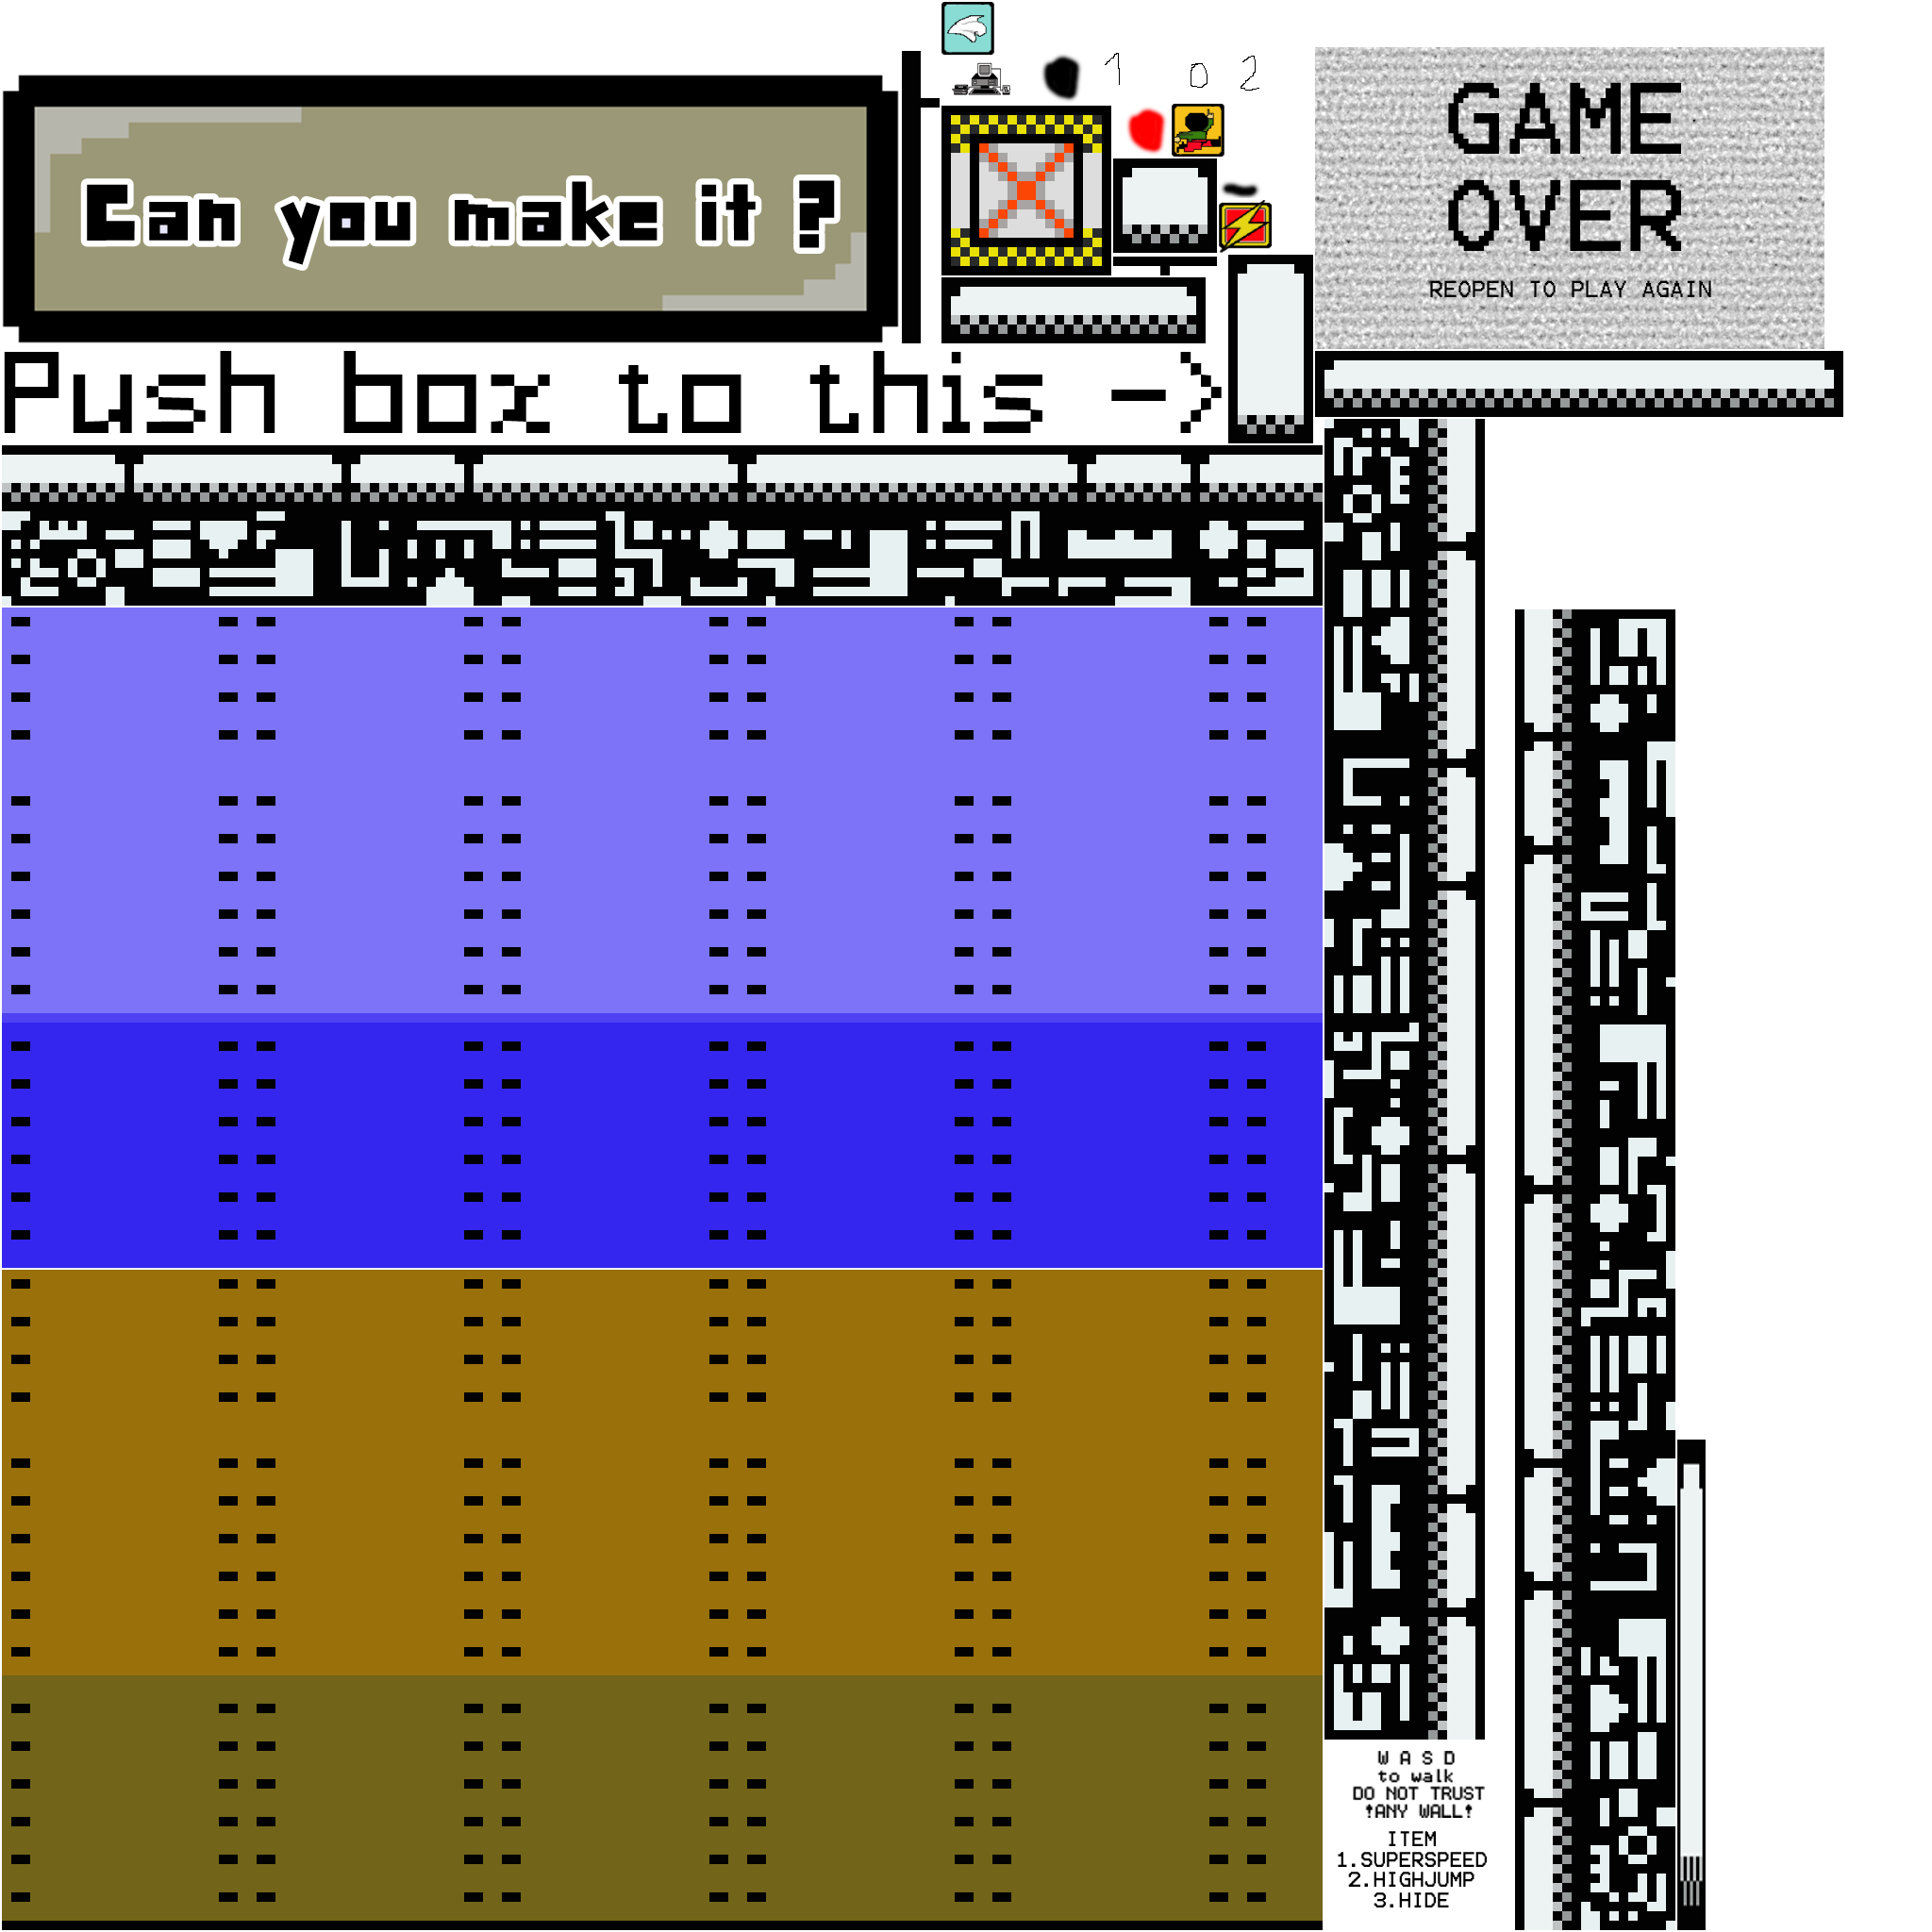 1 0 2
GAME
OVER
REOPEN TO PLAY AGAIN
Can you make it ?
Push box to this ->
W A S D
to walk
DO NOT TRUST
!ANY WALL!
ITEM
1.SUPERSPEED
2.HIGHJUMP
3.HIDE